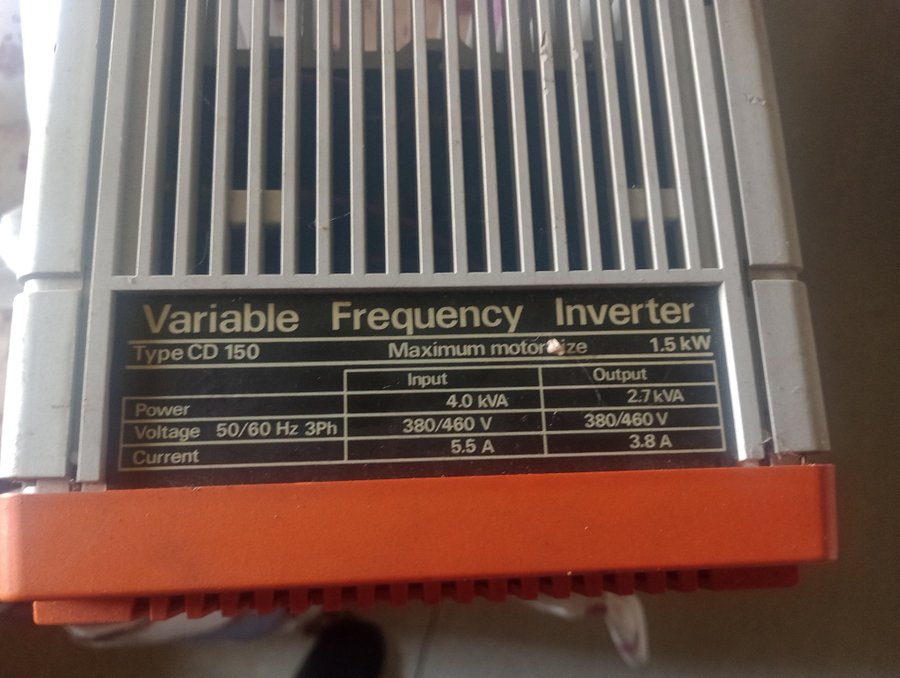 Variable Frequency Inverter
Type CD 150 Maximum motor size 1.5 kW
Input Output
Power 4.0 kVA 2.7 kVA
Voltage 50/60 Hz 3Ph 380/460 V 380/460 V
Current 5.5 A 3.8 A